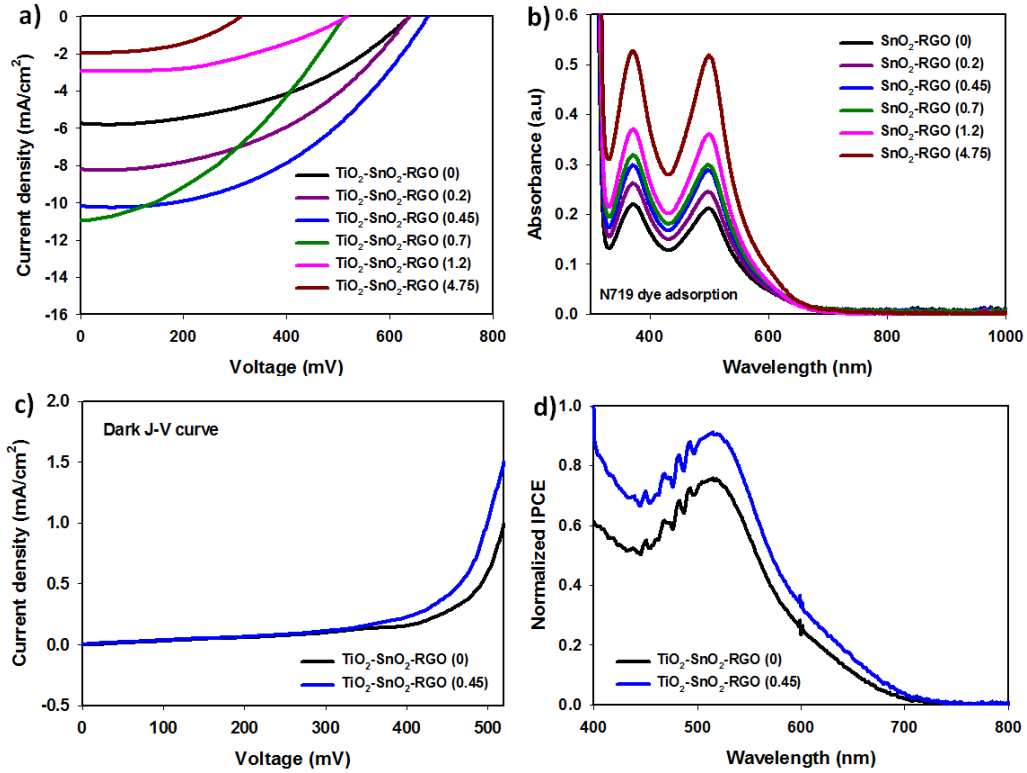 a)
Current density (mA/cm²)
0
-2
-4
-6
-8
-10
-12
-14
-16
0 200 400 600 800
Voltage (mV)
TiO₂-SnO₂-RGO (0)
TiO₂-SnO₂-RGO (0.2)
TiO₂-SnO₂-RGO (0.45)
TiO₂-SnO₂-RGO (0.7)
TiO₂-SnO₂-RGO (1.2)
TiO₂-SnO₂-RGO (4.75)
b)
Absorbance (a.u)
0.6
0.5
0.4
0.3
0.2
0.1
0.0
400 600 800 1000
Wavelength (nm)
SnO₂-RGO (0)
SnO₂-RGO (0.2)
SnO₂-RGO (0.45)
SnO₂-RGO (0.7)
SnO₂-RGO (1.2)
SnO₂-RGO (4.75)
N719 dye adsorption
c)
Current density (mA/cm²)
2.0
1.5
1.0
0.5
0.0
-0.5
0 100 200 300 400 500
Voltage (mV)
Dark J-V curve
TiO₂-SnO₂-RGO (0)
TiO₂-SnO₂-RGO (0.45)
d)
Normalized IPCE
1.0
0.8
0.6
0.4
0.2
0.0
400 500 600 700 800
Wavelength (nm)
TiO₂-SnO₂-RGO (0)
TiO₂-SnO₂-RGO (0.45)